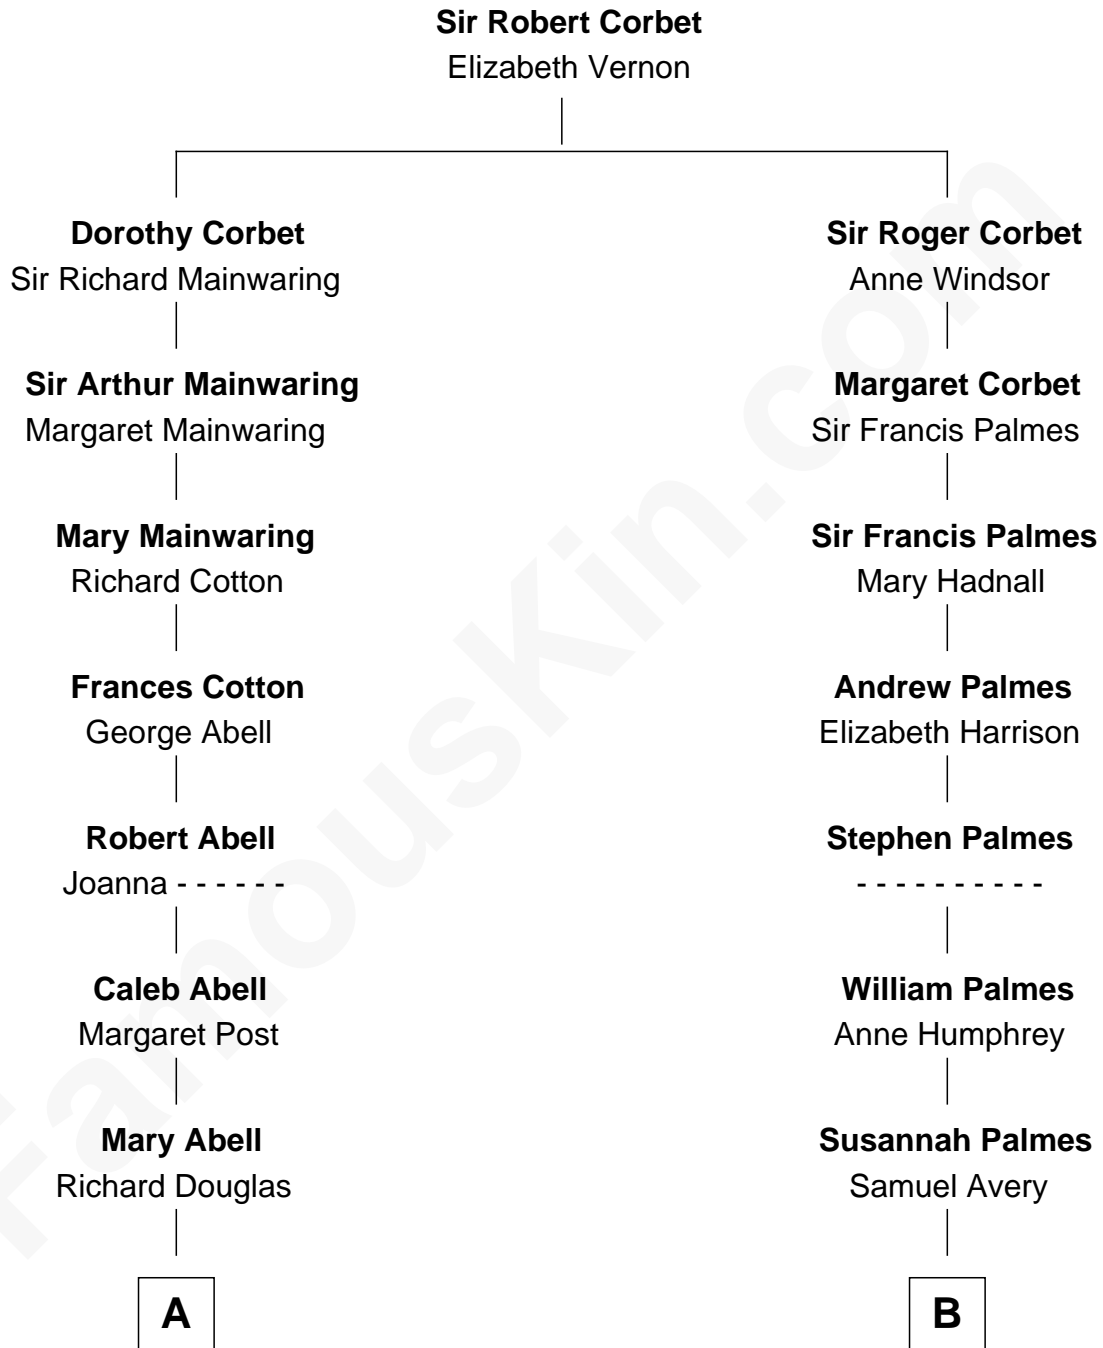 Sir Robert Corbet
Elizabeth Vernon
Dorothy Corbet
Sir Richard Mainwaring
Sir Roger Corbet
Anne Windsor
Sir Arthur Mainwaring
Margaret Mainwaring
Margaret Corbet
Sir Francis Palmes
Mary Mainwaring
Richard Cotton
Sir Francis Palmes
Mary Hadnall
Frances Cotton
George Abell
Andrew Palmes
Elizabeth Harrison
Robert Abell
Joanna - - - - - -
Stephen Palmes
- - - - - - - - - -
Caleb Abell
Margaret Post
William Palmes
Anne Humphrey
Mary Abell
Richard Douglas
Susannah Palmes
Samuel Avery
A
B
FamousKin.com